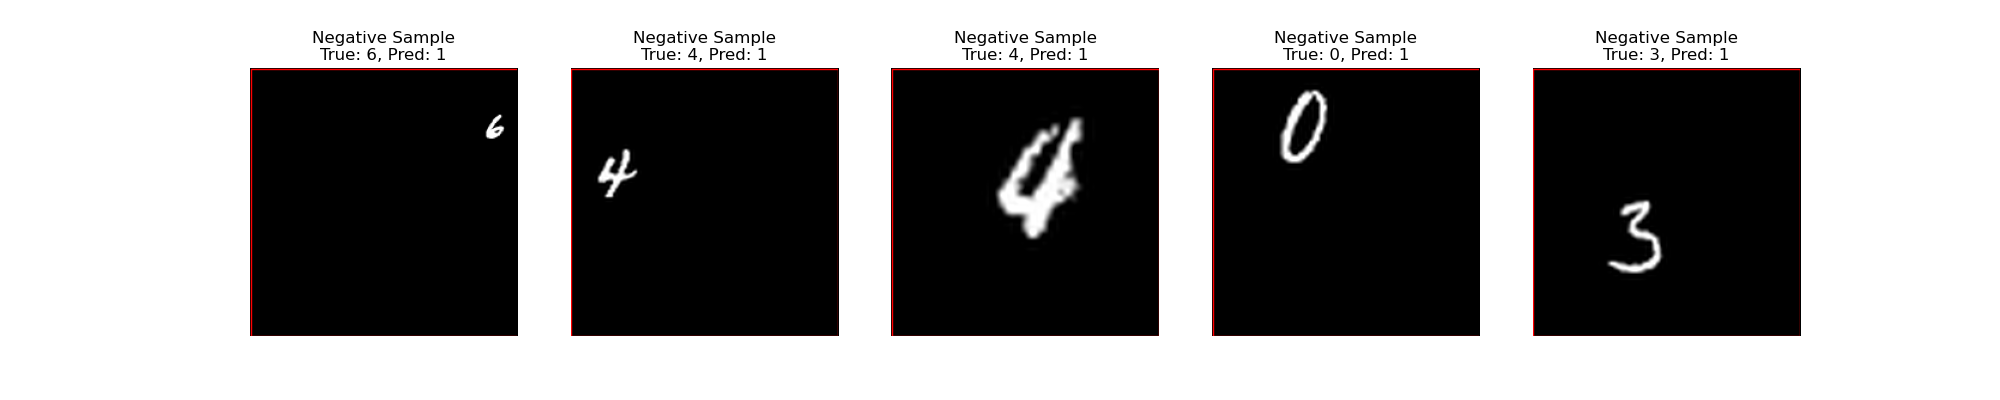 Negative Sample
True: 6, Pred: 1
Negative Sample
True: 4, Pred: 1
Negative Sample
True: 4, Pred: 1
Negative Sample
True: 0, Pred: 1
Negative Sample
True: 3, Pred: 1
6
4
4
0
3